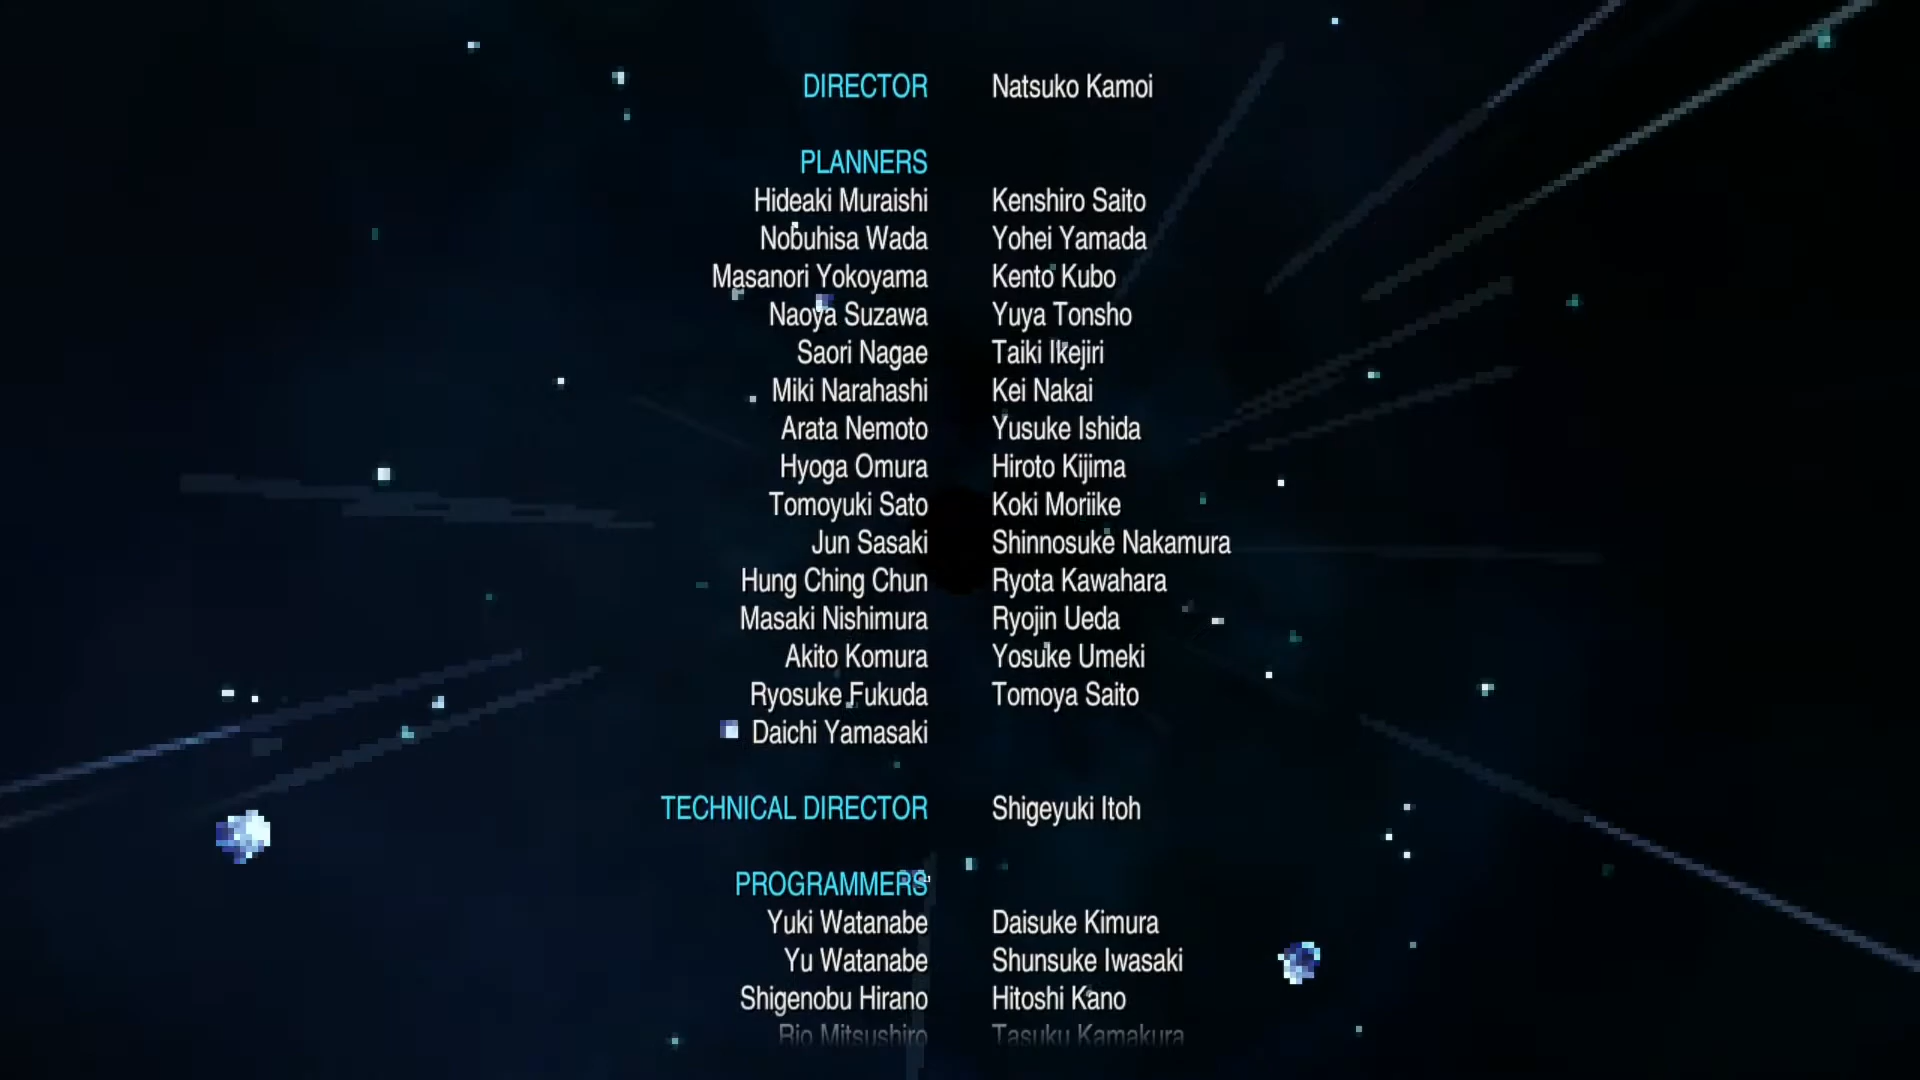 DIRECTOR Natsuko Kamoi
PLANNERS
Hideaki Muraishi Kenshiro Saito
Nobuhisa Wada Yohei Yamada
Masanori Yokoyama Kento Kubo
Naoya Suzawa Yuya Tonsho
Saori Nagae Taiki Ikejiri
Miki Narahashi Kei Nakai
Arata Nemoto Yusuke Ishida
Hyoga Omura Hiroto Kijima
Tomoyuki Sato Koki Moriike
Jun Sasaki Shinnosuke Nakamura
Hung Ching Chun Ryota Kawahara
Masaki Nishimura Ryojin Ueda
Akito Komura Yosuke Umeki
Ryosuke Fukuda Tomoya Saito
Daichi Yamasaki
TECHNICAL DIRECTOR Shigeyuki Itoh
PROGRAMMERS
Yuki Watanabe Daisuke Kimura
Yu Watanabe Shunsuke Iwasaki
Shigenobu Hirano Hitoshi Kano
Rio Mitsushiro Tasuku Kamakura